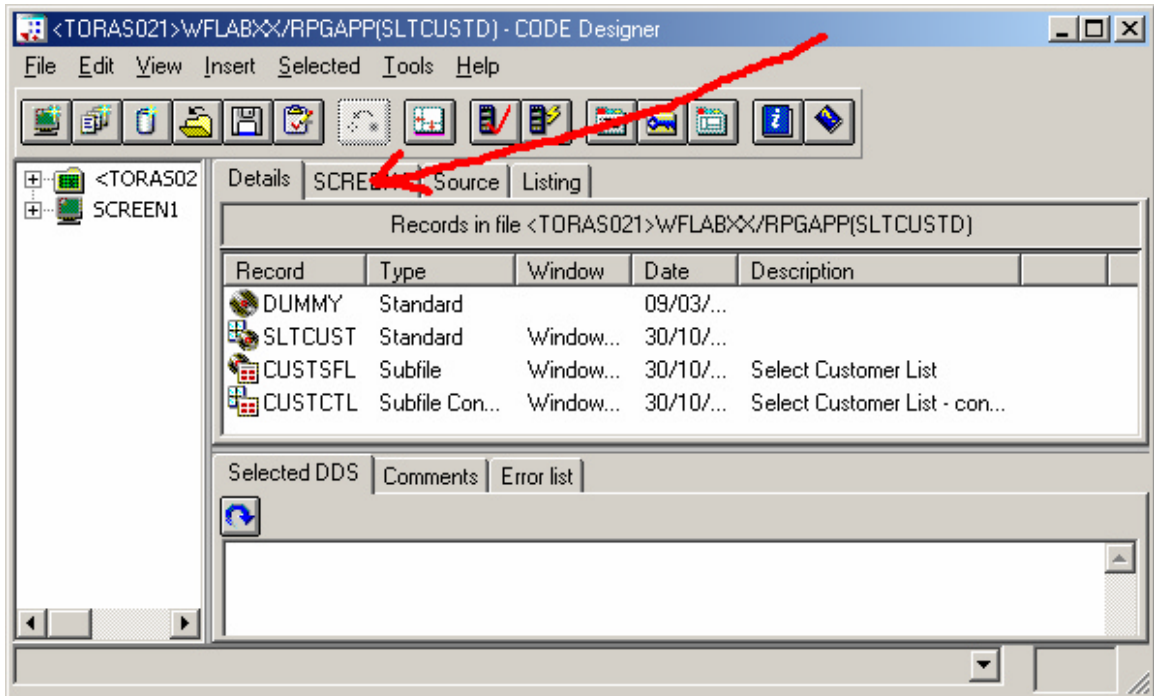 <TORAS021>WFLABXX/RPGAPP(SLTCUSTD) - CODE Designer
File Edit View Insert Selected Tools Help
<TORAS02
SCREEN1
Details Source Listing
Records in file <TORAS021>WFLABXX/RPGAPP(SLTCUSTD)
Record Type Window Date Description
DUMMY Standard 09/03/...
SLTCUST Standard Window... 30/10/...
CUSTSFL Subfile Window... 30/10/... Select Customer List
CUSTCTL Subfile Con... Window... 30/10/... Select Customer List - con...
Selected DDS Comments Error list